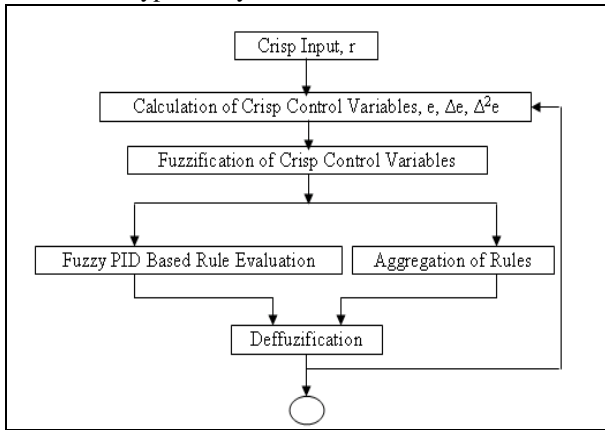 Crisp Input, r
Calculation of Crisp Control Variables, e, Δe, Δ²e
Fuzzification of Crisp Control Variables
Fuzzy PID Based Rule Evaluation
Aggregation of Rules
Deffuzification